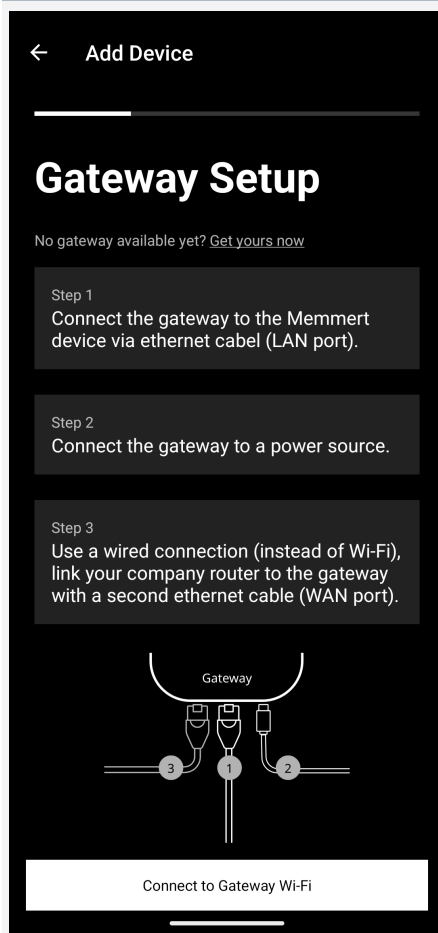 Add Device
Gateway Setup
No gateway available yet? Get yours now
Step 1
Connect the gateway to the Memmert
device via ethernet cabel (LAN port).
Step 2
Connect the gateway to a power source.
Step 3
Use a wired connection (instead of Wi-Fi),
link your company router to the gateway
with a second ethernet cable (WAN port).
Gateway
3 1 2
Connect to Gateway Wi-Fi